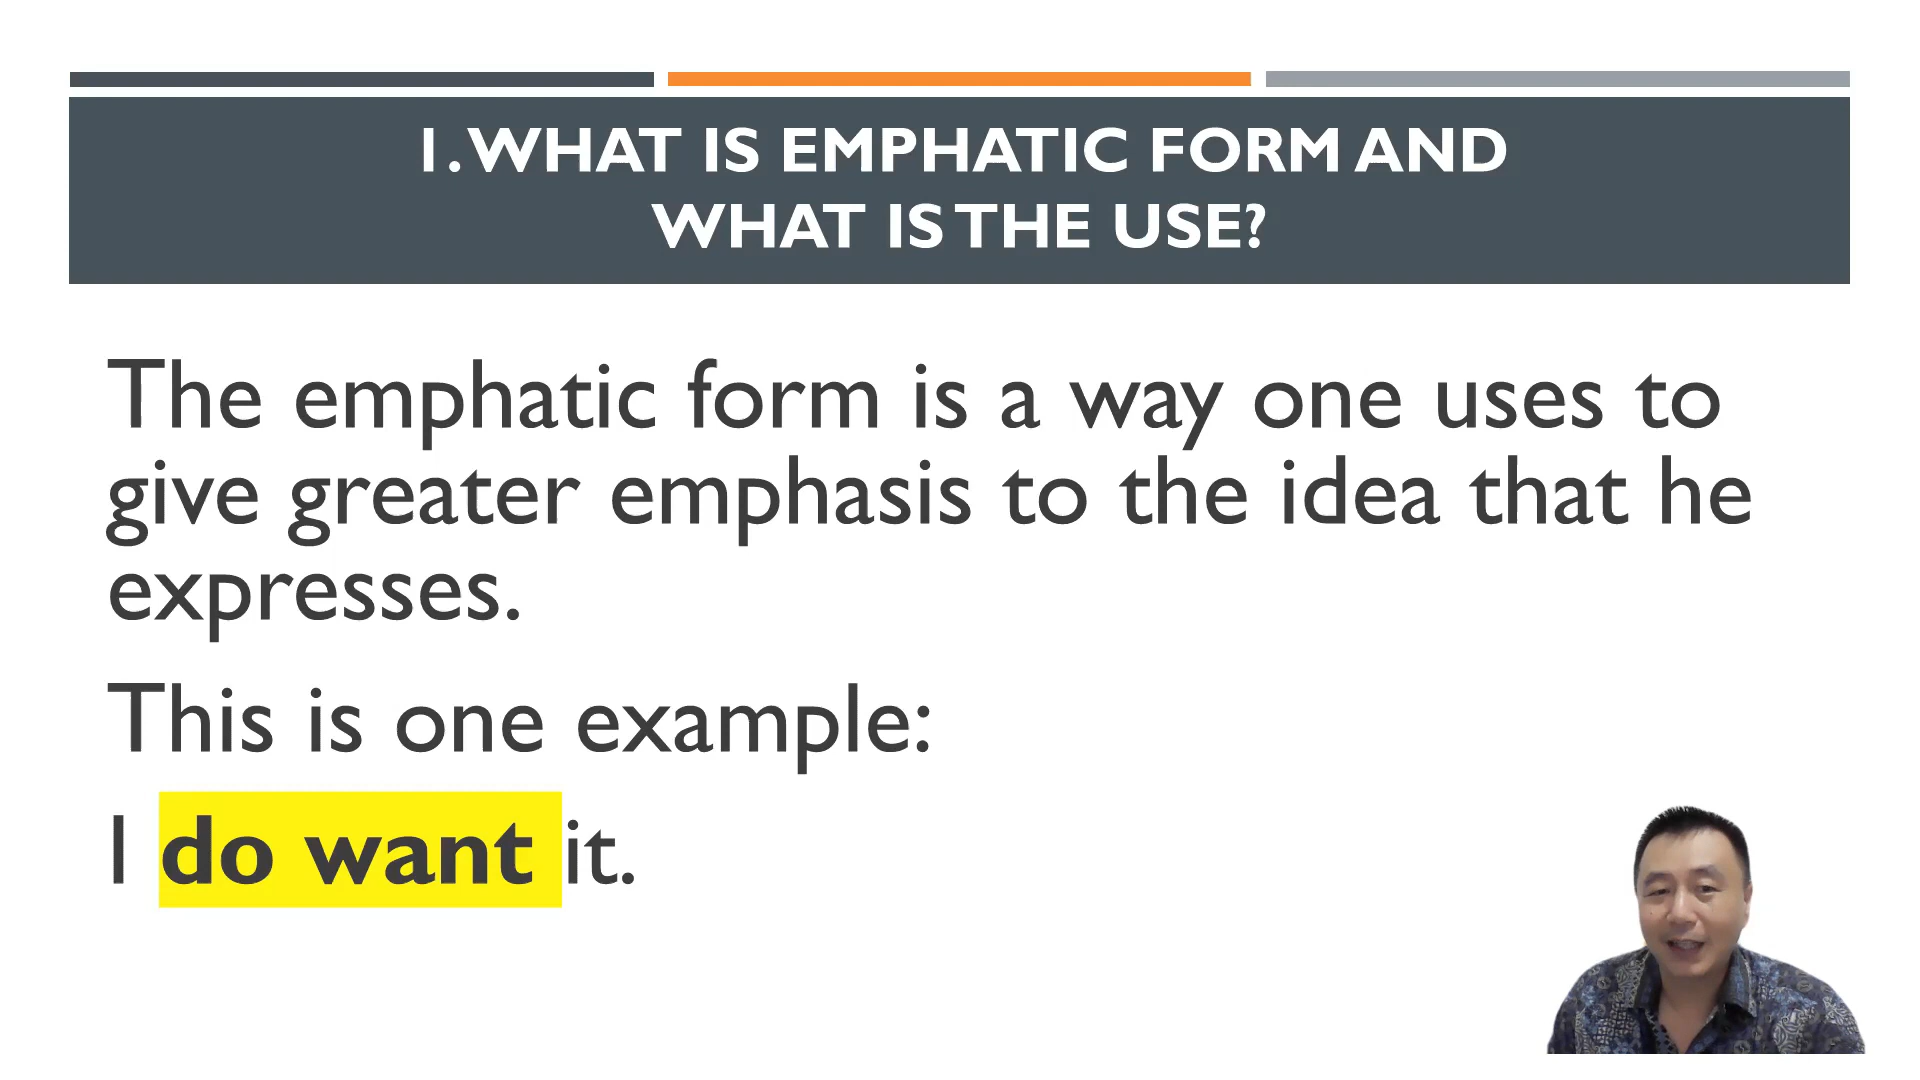 1. WHAT IS EMPHATIC FORM AND
WHAT IS THE USE?
The emphatic form is a way one uses to
give greater emphasis to the idea that he
expresses.
This is one example:
I do want it.